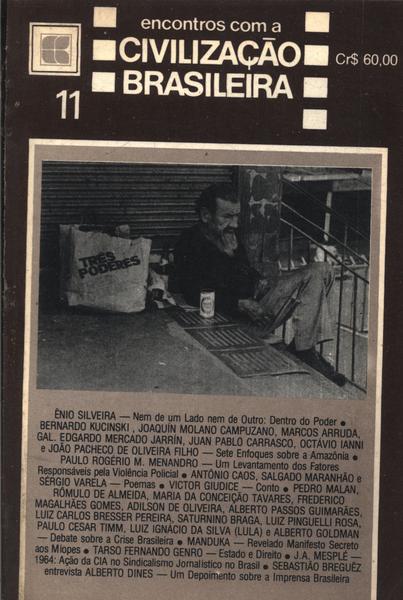 encontros com a
CIVILIZAÇÃO
BRASILEIRA
Cr$ 60,00
11
TRÊS
PODERES
ÊNIO SILVEIRA — Nem de um Lado nem de Outro: Dentro do Poder •
BERNARDO KUCINSKI, JOAQUÍN MOLANO CAMPUZANO, MARCOS ARRUDA,
GAL. EDGARDO MERCADO JARRÍN, JUAN PABLO CARRASCO, OCTÁVIO IANNI
e JOÃO PACHECO DE OLIVEIRA FILHO — Sete Enfoques sobre a Amazônia •
PAULO ROGÉRIO M. MENANDRO — Um Levantamento dos Fatores
Responsáveis pela Violência Policial • ANTÓNIO CAOS, SALGADO MARANHÃO e
SÉRGIO VARELA — Poemas • VICTOR GIUDICE — Conto • PEDRO MALAN,
RÔMULO DE ALMEIDA, MARIA DA CONCEIÇÃO TAVARES, FREDERICO
MAGALHÃES GOMES, ADILSON DE OLIVEIRA, ALBERTO PASSOS GUIMARÃES,
LUIZ CARLOS BRESSER PEREIRA, SATURNINO BRAGA, LUIZ PINGUELLI ROSA,
PAULO CESAR TIMM, LUIZ IGNÁCIO DA SILVA (LULA) e ALBERTO GOLDMAN
— Debate sobre a Crise Brasileira • MANDUKA — Revelado Manifesto Secreto
aos Míopes • TARSO FERNANDO GENRO — Estado e Direito • J.A. MESPLÉ —
1964: Ação da CIA no Sindicalismo Jornalístico no Brasil • SEBASTIÃO BREGUÊZ
entrevista ALBERTO DINES — Um Depoimento sobre a Imprensa Brasileira